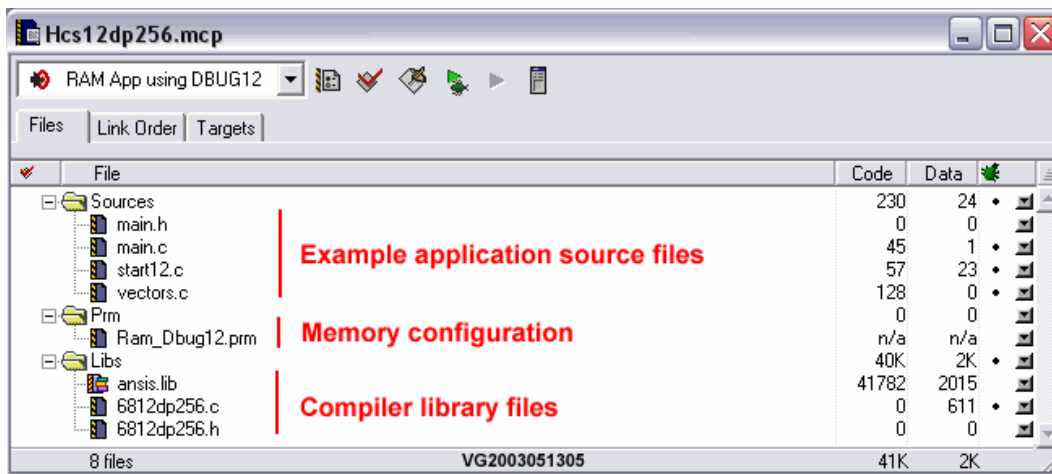 Hcs12dp256.mcp
RAM App using DBUG12
Files Link Order Targets
File Code Data
Sources 230 24
main.h 0 0
main.c 45 1
start12.c 57 23
vectors.c 128 0
Example application source files
Prm 0 0
Ram_Dbug12.prm n/a n/a
Memory configuration
Libs 40K 2K
ansis.lib 41782 2015
6812dp256.c 0 611
6812dp256.h 0 0
Compiler library files
8 files VG2003051305 41K 2K